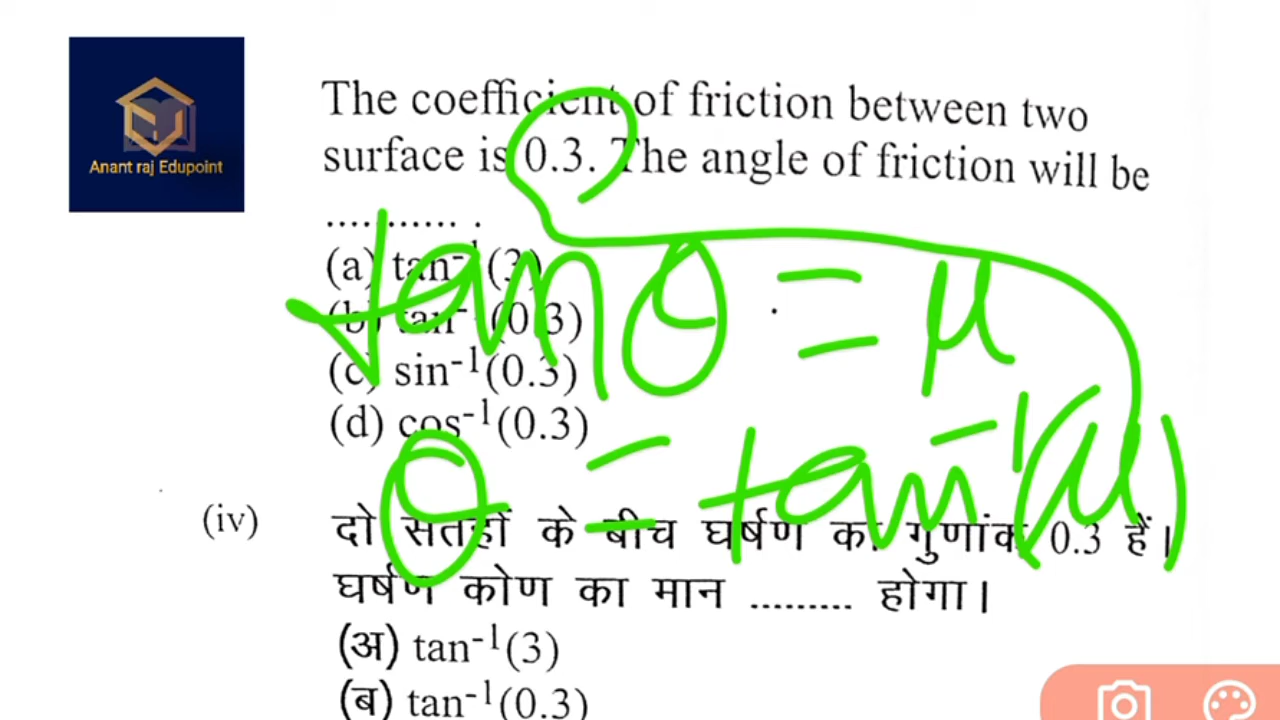 Anant raj Edupoint
The coefficient of friction between two
surface is 0.3. The angle of friction will be
........... .
(a) tan⁻¹(3)
(b) tan⁻¹(0.3)
(c) sin⁻¹(0.3)
(d) cos⁻¹(0.3)
tanθ = μ
θ = tan⁻¹(μ)
(iv) दो सतहों के बीच घर्षण का गुणांक 0.3 हैं।
घर्षण कोण का मान ......... होगा।
(अ) tan⁻¹(3)
(ब) tan⁻¹(0.3)